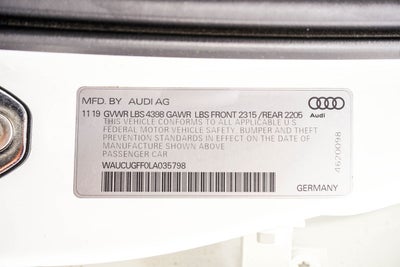 MFD. BY AUDI AG
11 19 GVWR LBS 4398 GAWR LBS FRONT 2315 /REAR 2205
THIS VEHICLE CONFORMS TO ALL APPLICABLE U.S.
FEDERAL MOTOR VEHICLE SAFETY, BUMPER AND THEFT
PREVENTION STANDARDS IN EFFECT ON THE DATE OF
MANUFACTURE SHOWN ABOVE
PASSENGER CAR
WAUCUGFF0LA035798
Audi
4620098
GERMANY